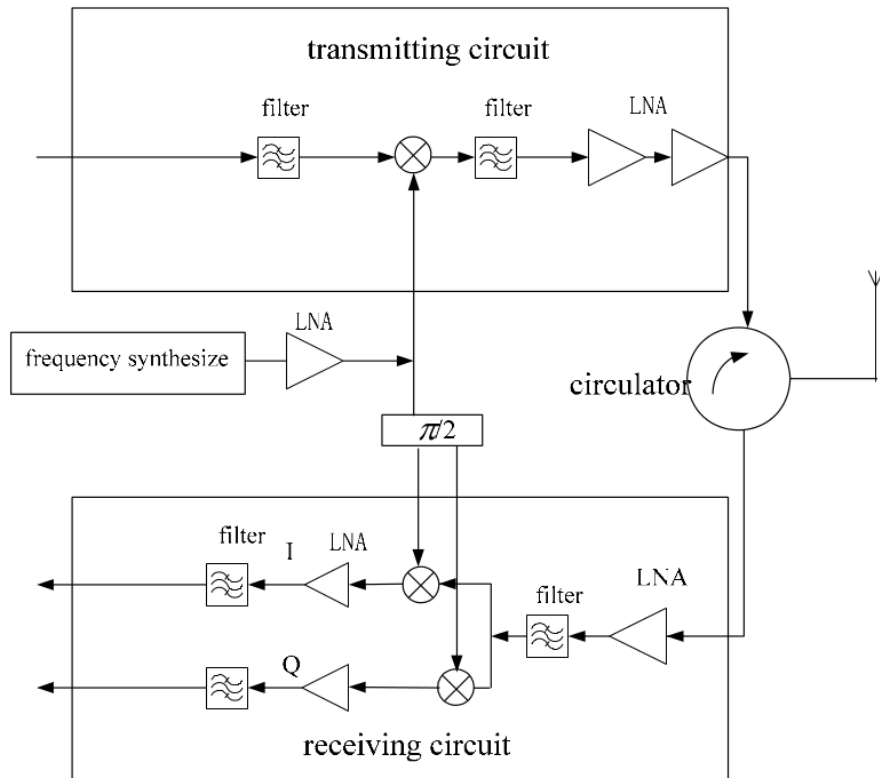 transmitting circuit
filter
filter
LNA
LNA
frequency synthesize
circulator
π/2
filter
I
LNA
filter
LNA
Q
receiving circuit